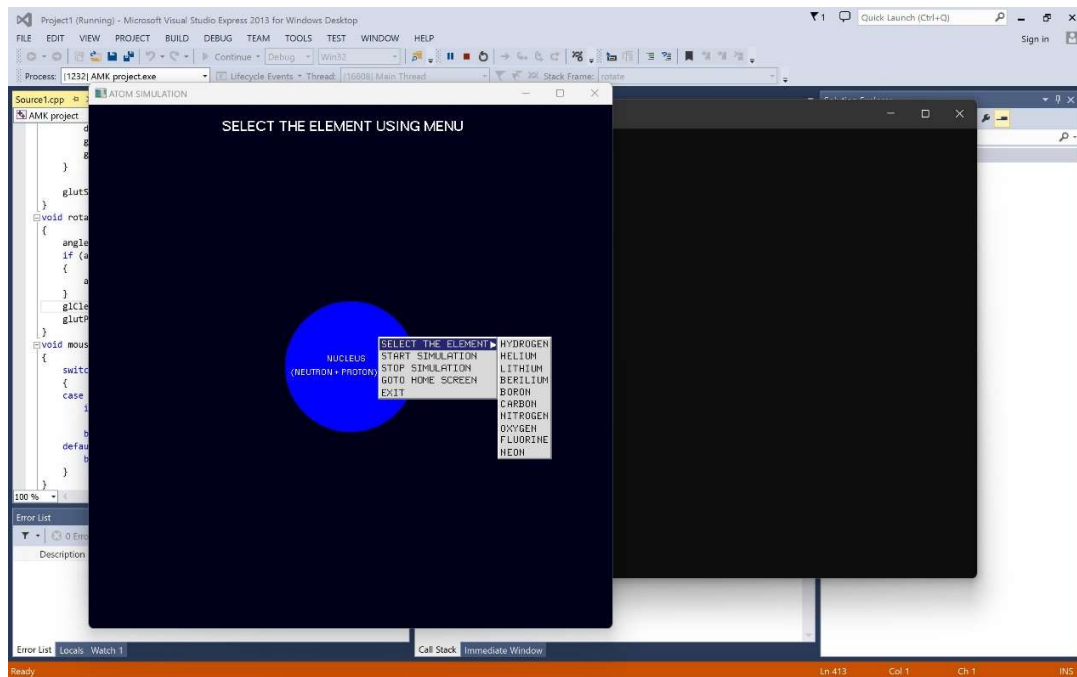 Project1 (Running) - Microsoft Visual Studio Express 2013 for Windows Desktop
1
Quick Launch (Ctrl+Q)
FILE EDIT VIEW PROJECT BUILD DEBUG TEAM TOOLS TEST WINDOW HELP
Sign in
Continue Debug Win32
Process: [1232] AMK project.exe Lifecycle Events Thread: [16608] Main Thread Stack Frame: rotate
Source1.cpp
AMK project
ATOM SIMULATION
SELECT THE ELEMENT USING MENU
}
glutS
}
void rota
{
angle
if (a
{
a
}
glCle
glutP
}
void mous
{
switc
{
case
i
b
defau
b
}
}
NUCLEUS
(NEUTRON + PROTON)
SELECT THE ELEMENT
START SIMULATION
STOP SIMULATION
GOTO HOME SCREEN
EXIT
HYDROGEN
HELIUM
LITHIUM
BERILIUM
BORON
CARBON
NITROGEN
OXYGEN
FLUORINE
NEON
100 %
Error List
0 Erro
Description
Error List Locals Watch 1
Call Stack Immediate Window
Ready
Ln 413 Col 1 Ch 1 INS